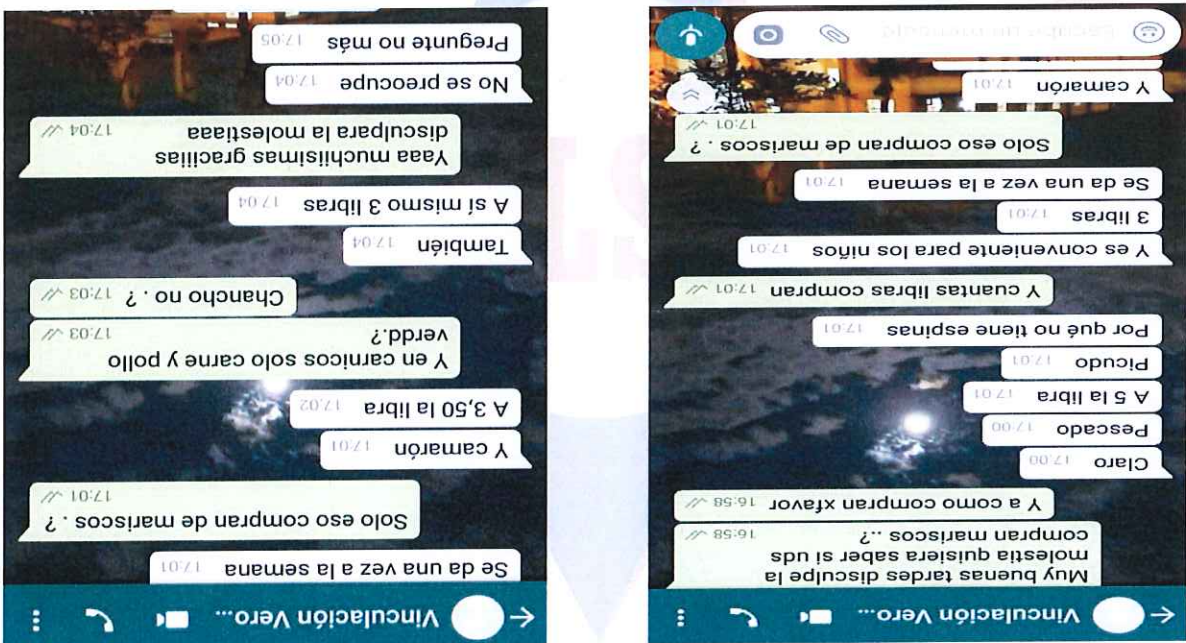 Vinculación Vero...
Muy buenas tardes disculpe la
molestia quisiera saber si uds
compran mariscos ..? 16:58
Y a como compran xfavor 16:58
Claro 17:00
Pescado 17:00
A 5 la libra 17:01
Picudo 17:01
Por qué no tiene espinas 17:01
Y cuantas libras compran 17:01
Y es conveniente para los niños 17:01
3 libras 17:01
Se da una vez a la semana 17:01
Solo eso compran de mariscos . ?
17:01
Y camarón 17:01
Vinculación Vero...
Se da una vez a la semana 17:01
Solo eso compran de mariscos . ?
17:01
Y camarón 17:01
A 3,50 la libra 17:02
Y en carnicos solo carne y pollo
verdd.? 17:03
Chancho no . ? 17:03
También 17:04
A sí mismo 3 libras 17:04
Yaaa muchiisimas graciiias
disculpara la molestiaaa 17:04
No se preocupe 17:04
Pregunte no más 17:05